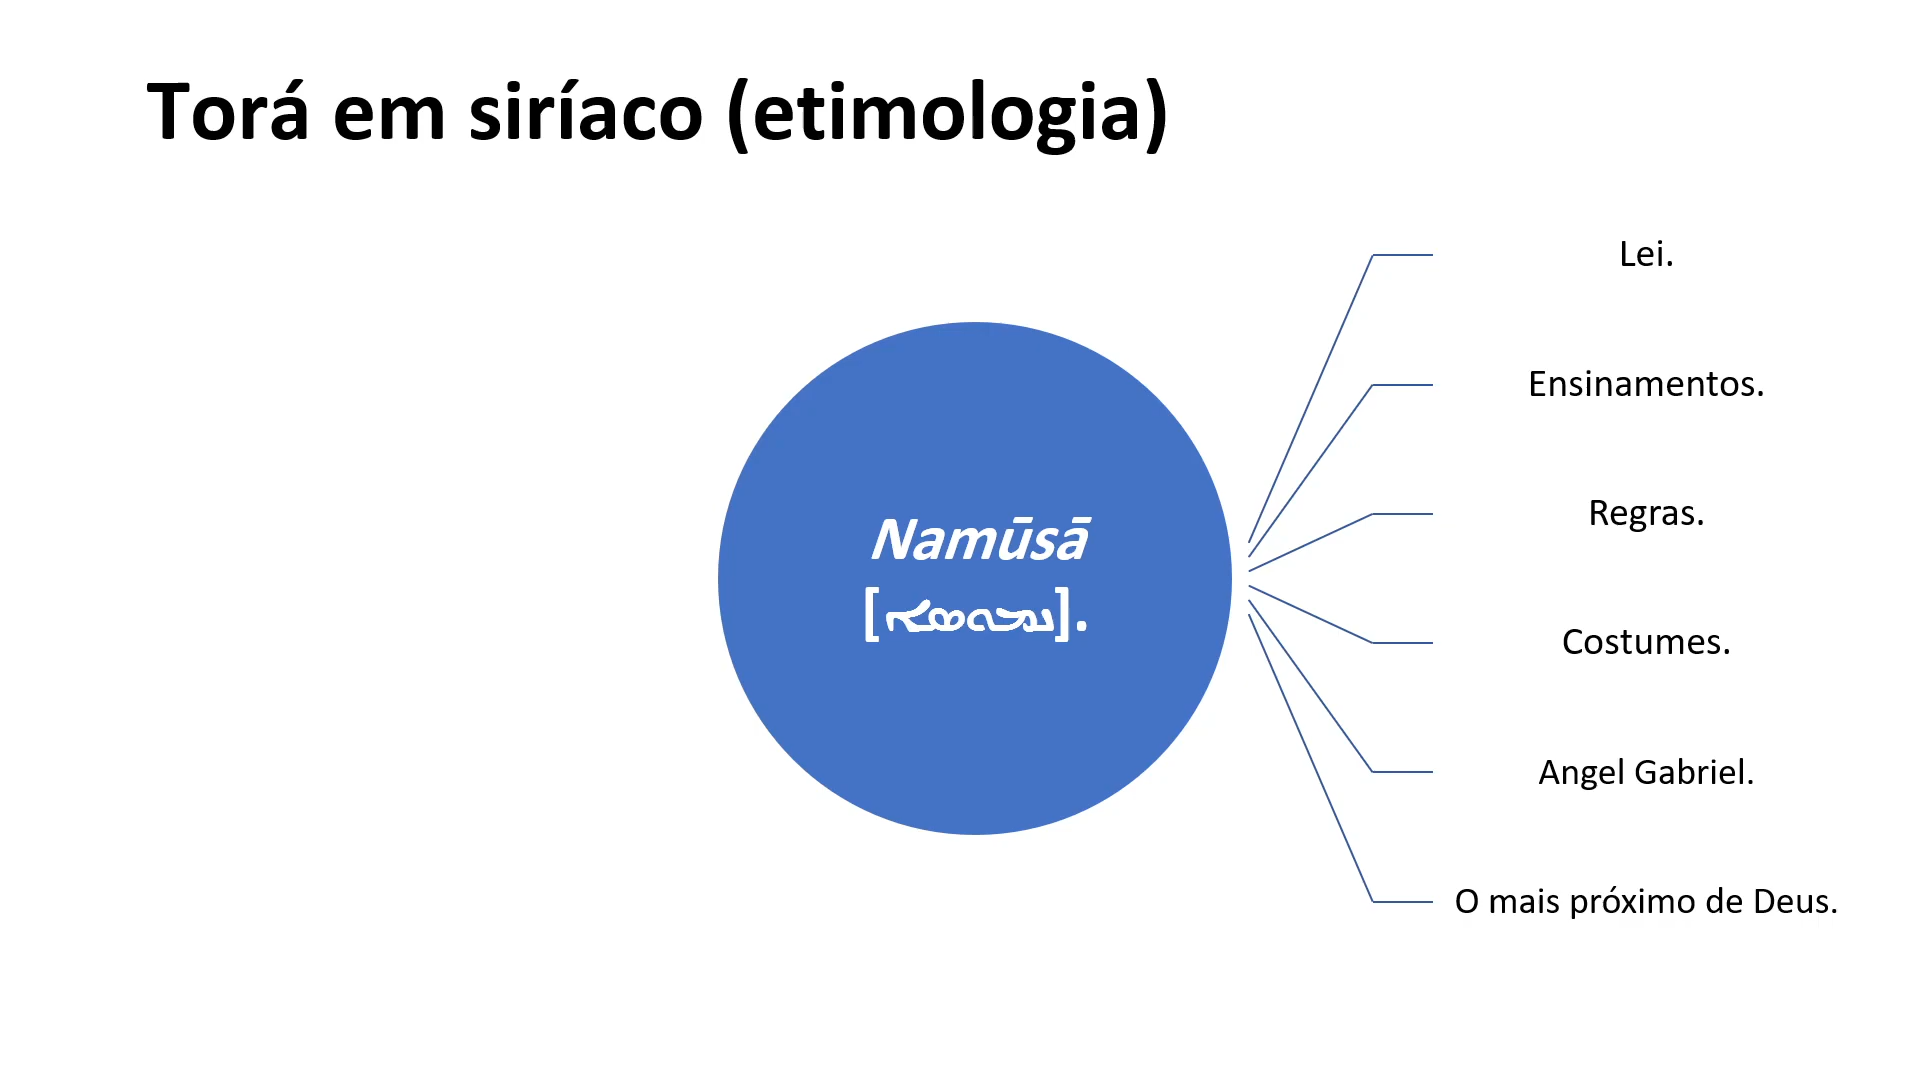 Torá em siríaco (etimologia)
Namūsā
[ܢܡܘܣܐ].
Lei.
Ensinamentos.
Regras.
Costumes.
Angel Gabriel.
O mais próximo de Deus.